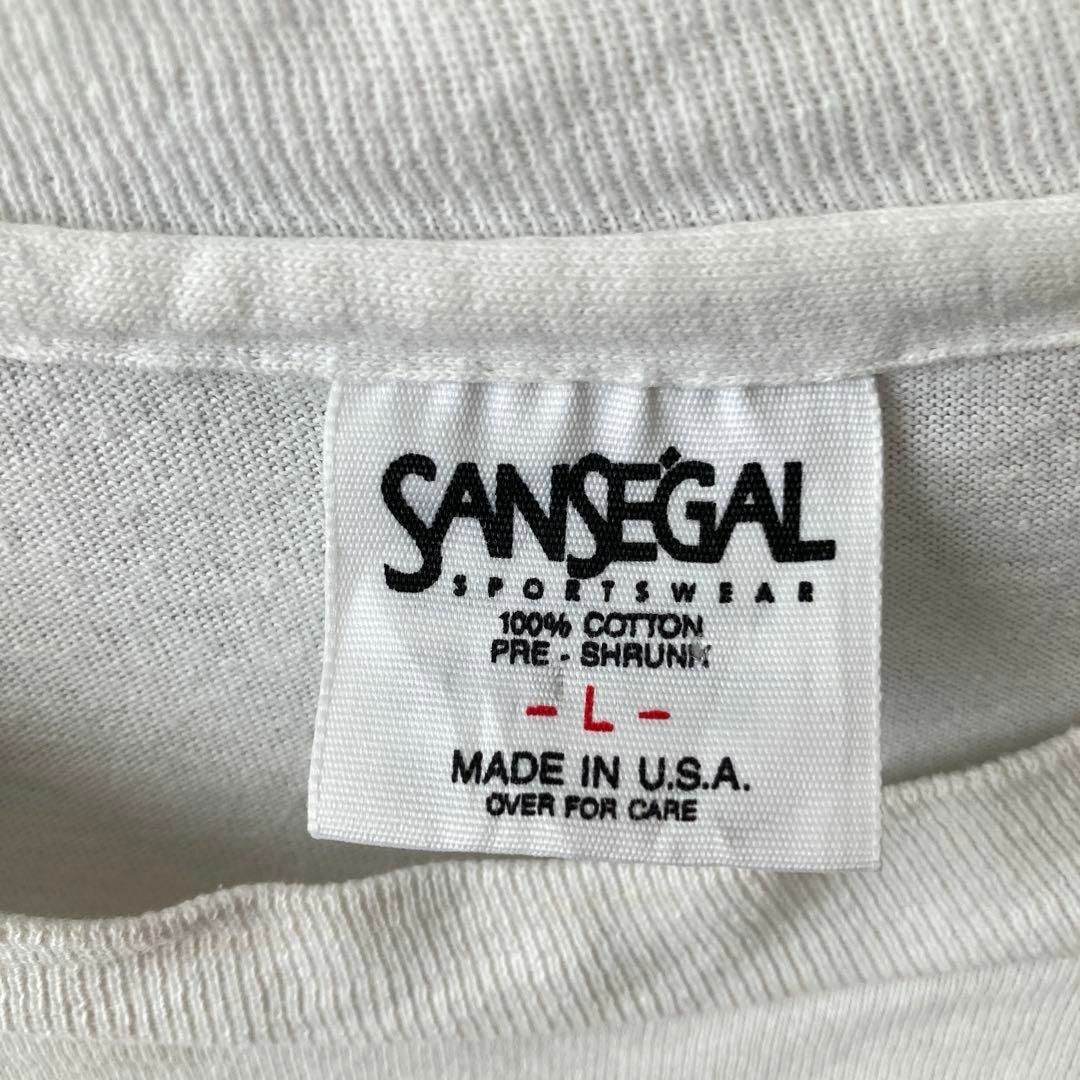 SANSEGAL
SPORTSWEAR
100% COTTON
PRE - SHRUNK
- L -
MADE IN U.S.A.
OVER FOR CARE